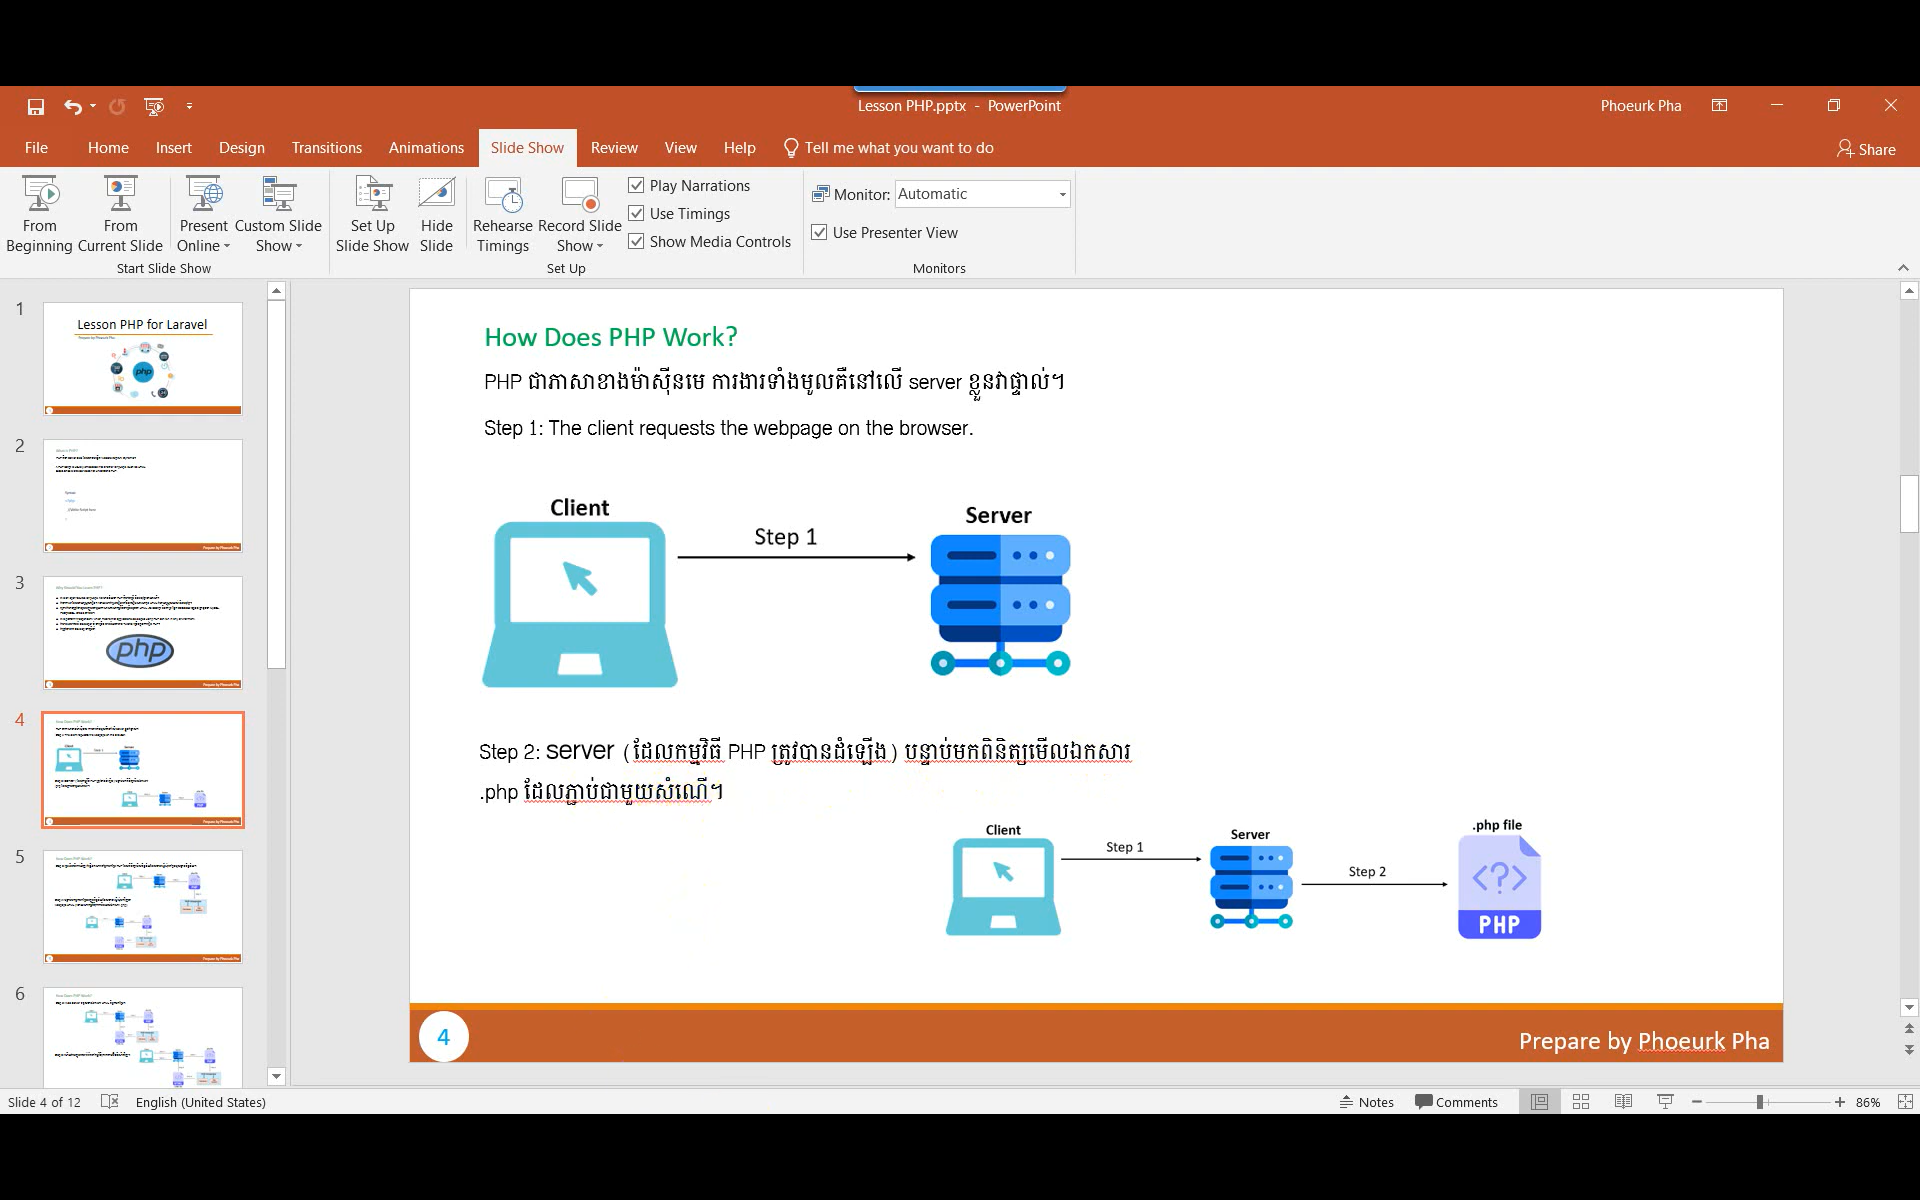 Lesson PHP.pptx - PowerPoint
Phoeurk Pha
File Home Insert Design Transitions Animations Slide Show Review View Help Tell me what you want to do
Share
From Beginning
From Current Slide
Present Online
Custom Slide Show
Start Slide Show
Set Up Slide Show
Hide Slide
Rehearse Timings
Record Slide Show
Play Narrations
Use Timings
Show Media Controls
Set Up
Monitor: Automatic
Use Presenter View
Monitors
1
Lesson PHP for Laravel
Prepare by Phoeurk Pha
php
2
3
php
4
5
6
How Does PHP Work?
PHP ជាភាសាខាងម៉ាស៊ីនមេ ការងារទាំងមូលគឺនៅលើ server ខ្លួនវាផ្ទាល់។
Step 1: The client requests the webpage on the browser.
Client
Step 1
Server
Step 2: server (ដែលកម្មវិធី PHP ត្រូវបានដំឡើង) បន្ទាប់មកពិនិត្យមើលឯកសារ
.php ដែលភ្ជាប់ជាមួយសំណើ។
Client
Step 1
Server
Step 2
.php file
<?>
PHP
4
Prepare by Phoeurk Pha
Slide 4 of 12
English (United States)
Notes
Comments
86%